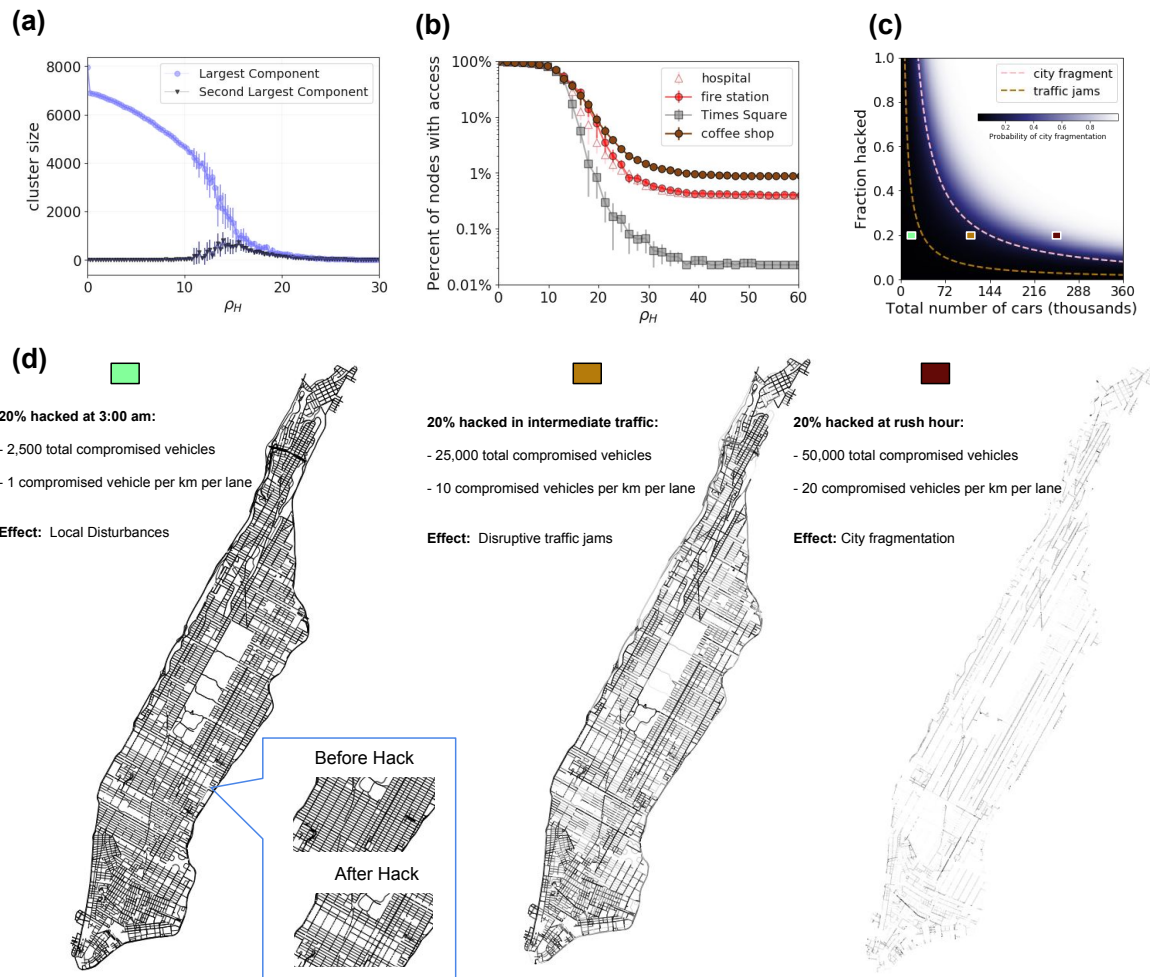 (a)
8000
6000
4000
2000
0
cluster size
Largest Component
Second Largest Component
0
10
20
30
ρH
(b)
100%
10%
1%
0.1%
0.01%
Percent of nodes with access
hospital
fire station
Times Square
coffee shop
0
10
20
30
40
50
60
ρH
(c)
1.0
0.8
0.6
0.4
0.2
0.0
Fraction hacked
city fragment
traffic jams
0.2
0.4
0.6
0.8
Probability of city fragmentation
0
72
144
216
288
360
Total number of cars (thousands)
(d)
20% hacked at 3:00 am:
- 2,500 total compromised vehicles
- 1 compromised vehicle per km per lane
Effect: Local Disturbances
20% hacked in intermediate traffic:
- 25,000 total compromised vehicles
- 10 compromised vehicles per km per lane
Effect: Disruptive traffic jams
20% hacked at rush hour:
- 50,000 total compromised vehicles
- 20 compromised vehicles per km per lane
Effect: City fragmentation
Before Hack
After Hack